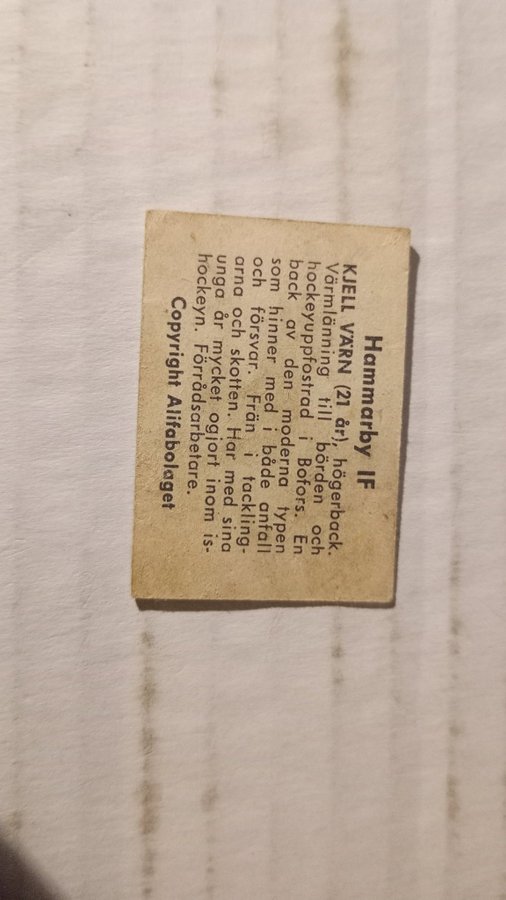 Hammarby IF
KJELL VÄRN (21 år), högerback.
Värmlänning till börden och
hockeyuppfostrad i Bofors. En
back av den moderna typen
som hinner med i både anfall
och försvar. Frän i tackling-
arna och skotten. Har med sina
unga år mycket ogjort inom is-
hockeyn. Förrådsarbetare.
Copyright Alifabolaget